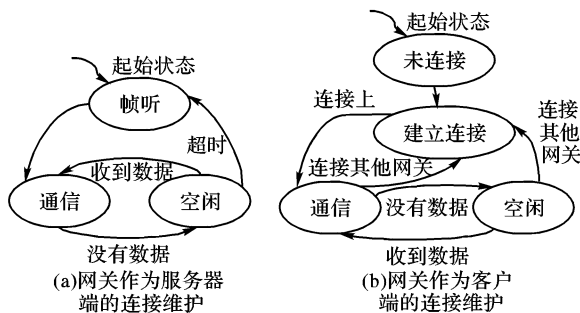 起始状态
帧听
超时
收到数据
通信
空闲
没有数据
(a)网关作为服务器
端的连接维护
起始状态
未连接
连接上
连接
其他
网关
建立连接
连接其他网关
通信
没有数据
空闲
收到数据
(b)网关作为客户
端的连接维护